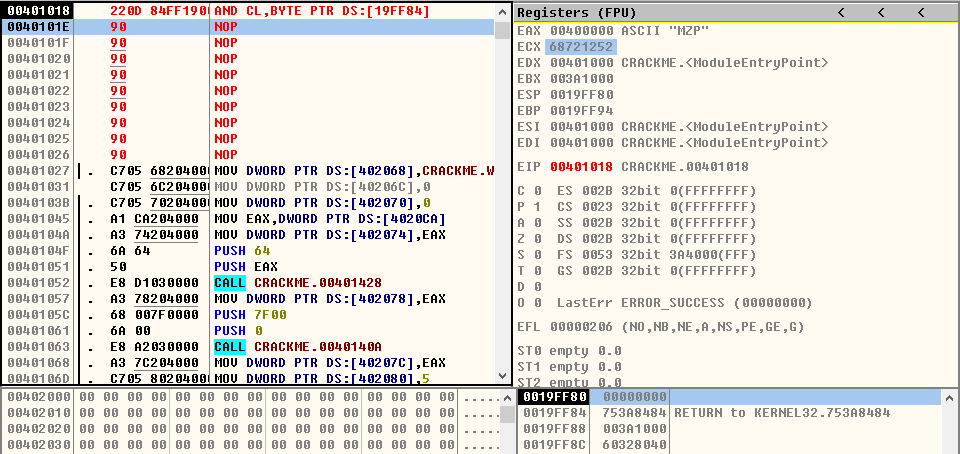 00401018 220D 84FF1900 AND CL,BYTE PTR DS:[19FF84]
0040101E 90 NOP
0040101F 90 NOP
00401020 90 NOP
00401021 90 NOP
00401022 90 NOP
00401023 90 NOP
00401024 90 NOP
00401025 90 NOP
00401026 90 NOP
00401027 . C705 68204000 MOV DWORD PTR DS:[402068],CRACKME.W
00401031 C705 6C204000 MOV DWORD PTR DS:[40206C],0
0040103B . C705 70204000 MOV DWORD PTR DS:[402070],0
00401045 . A1 CA204000 MOV EAX,DWORD PTR DS:[4020CA]
0040104A . A3 74204000 MOV DWORD PTR DS:[402074],EAX
0040104F . 6A 64 PUSH 64
00401051 . 50 PUSH EAX
00401052 . E8 D1030000 CALL CRACKME.00401428
00401057 . A3 78204000 MOV DWORD PTR DS:[402078],EAX
0040105C . 68 007F0000 PUSH 7F00
00401061 . 6A 00 PUSH 0
00401063 . E8 A2030000 CALL CRACKME.0040140A
00401068 . A3 7C204000 MOV DWORD PTR DS:[40207C],EAX
0040106D . C705 80204000 MOV DWORD PTR DS:[402080],5
Registers (FPU) < < <
EAX 00400000 ASCII "MZP"
ECX 68721252
EDX 00401000 CRACKME.<ModuleEntryPoint>
EBX 003A1000
ESP 0019FF80
EBP 0019FF94
ESI 00401000 CRACKME.<ModuleEntryPoint>
EDI 00401000 CRACKME.<ModuleEntryPoint>
EIP 00401018 CRACKME.00401018
C 0 ES 002B 32bit 0(FFFFFFFF)
P 1 CS 0023 32bit 0(FFFFFFFF)
A 0 SS 002B 32bit 0(FFFFFFFF)
Z 0 DS 002B 32bit 0(FFFFFFFF)
S 0 FS 0053 32bit 3A4000(FFF)
T 0 GS 002B 32bit 0(FFFFFFFF)
D 0
O 0 LastErr ERROR_SUCCESS (00000000)
EFL 00000206 (NO,NB,NE,A,NS,PE,GE,G)
ST0 empty 0.0
ST1 empty 0.0
ST2 empty 0.0
00402000 00 00 00 00 00 00 00 00 00 00 00 00 00 00 00 00 .....
00402010 00 00 00 00 00 00 00 00 00 00 00 00 00 00 00 00 .....
00402020 00 00 00 00 00 00 00 00 00 00 00 00 00 00 00 00 .....
00402030 00 00 00 00 00 00 00 00 00 00 00 00 00 00 00 00 .....
0019FF80 00000000
0019FF84 753A8484 RETURN to KERNEL32.753A8484
0019FF88 003A1000
0019FF8C 60328040